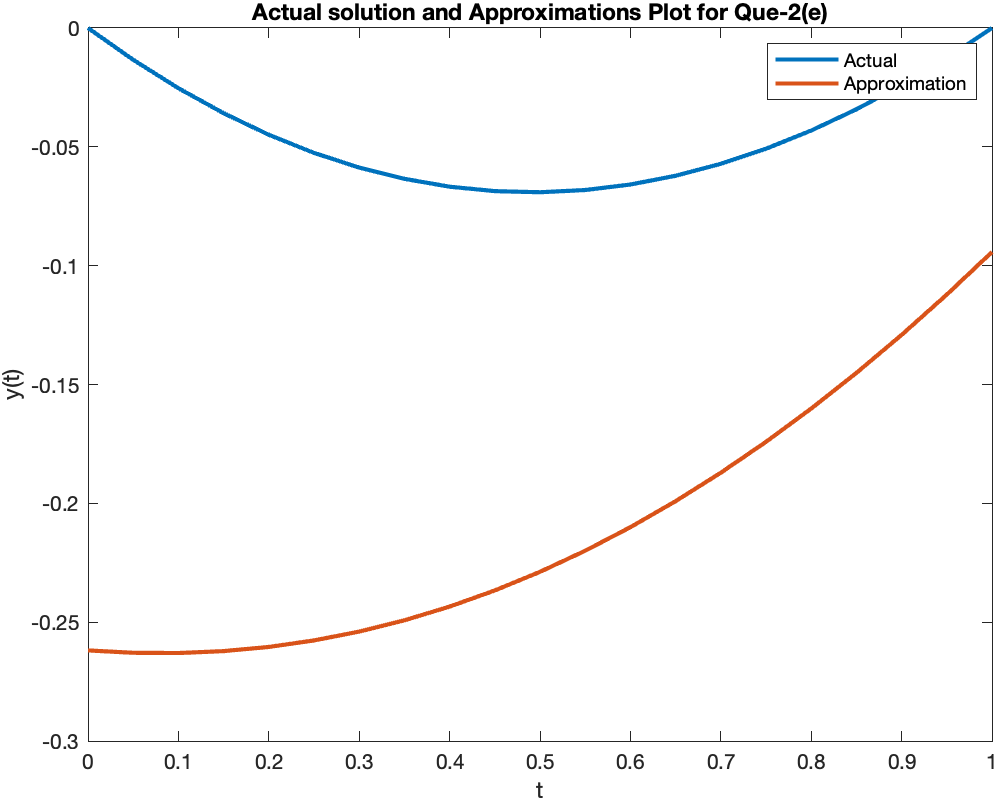 Actual solution and Approximations Plot for Que-2(e)
Actual
Approximation
0
-0.05
-0.1
-0.15
-0.2
-0.25
-0.3
y(t)
0 0.1 0.2 0.3 0.4 0.5 0.6 0.7 0.8 0.9 1
t